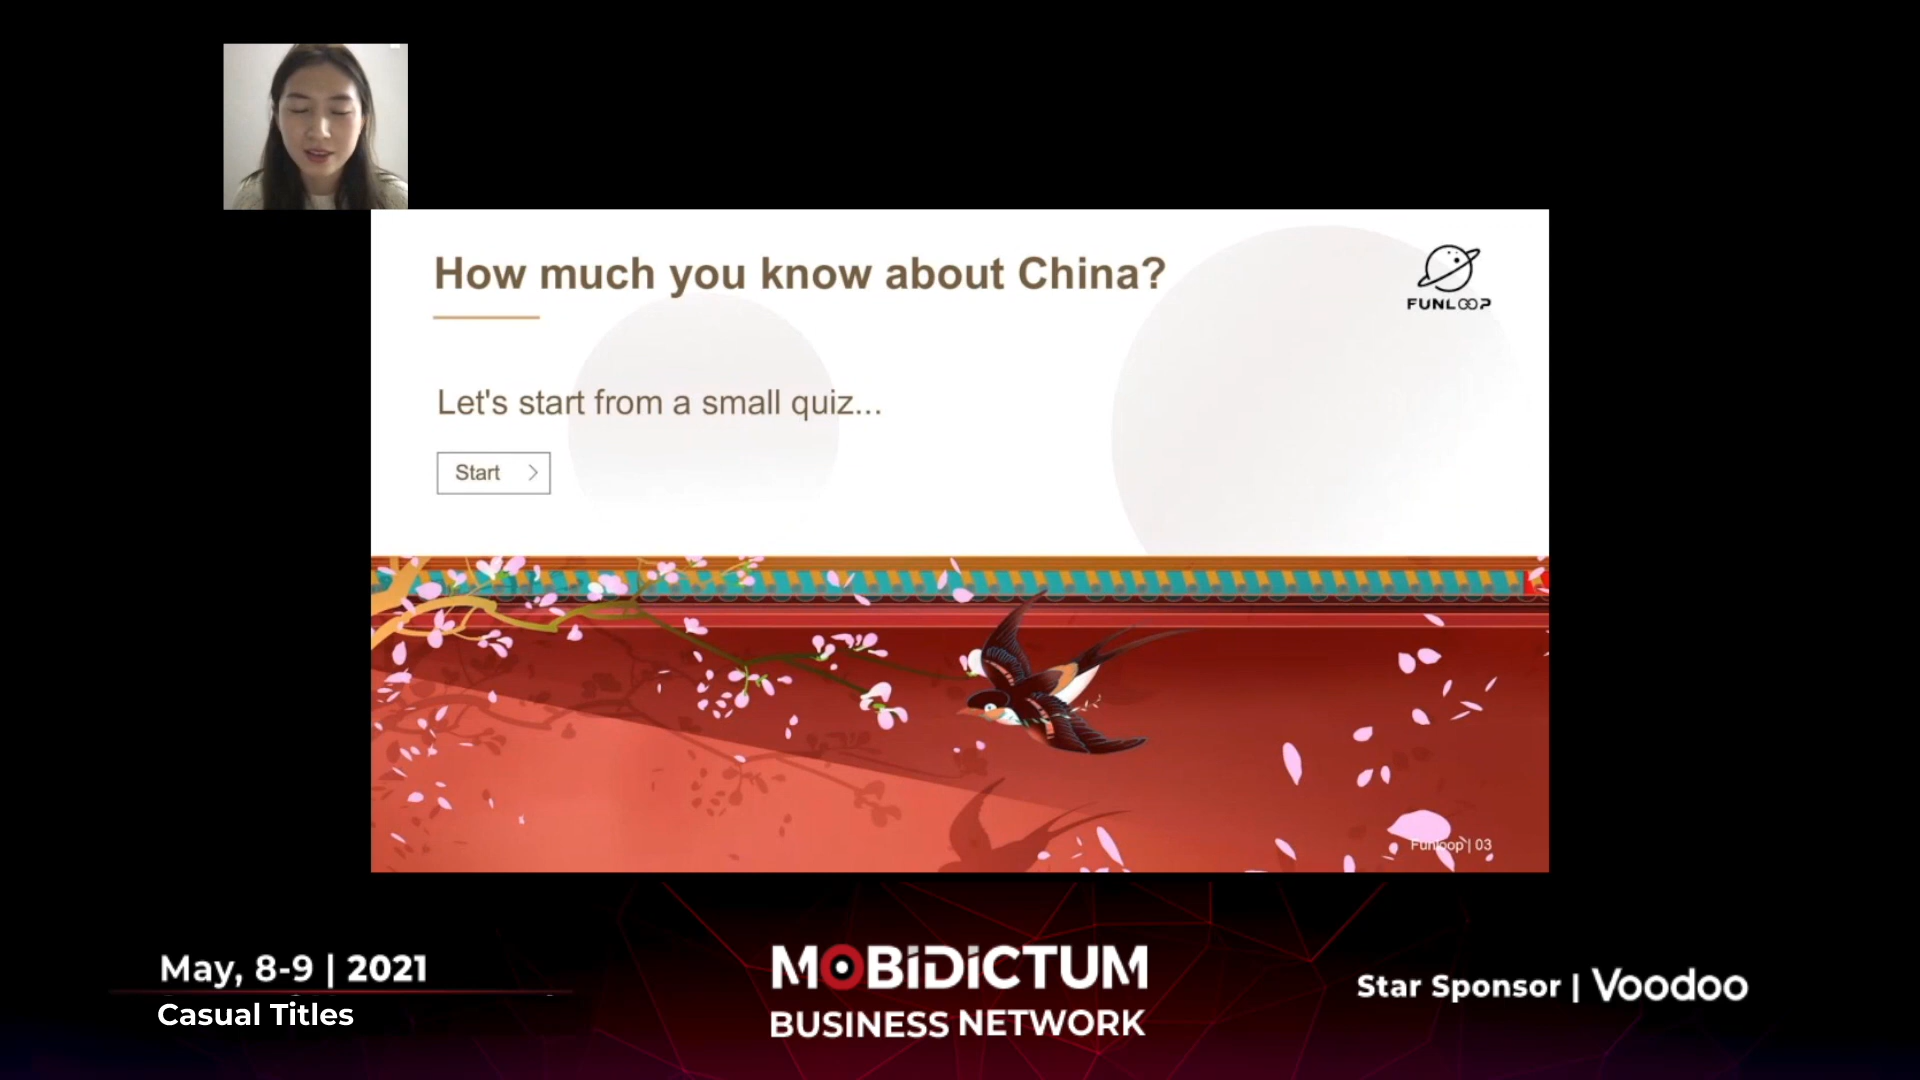 How much you know about China?
FUNLOOP
Let's start from a small quiz...
Start
Funloop | 03
May, 8-9 | 2021
Casual Titles
MOBiDiCTUM
BUSINESS NETWORK
Star Sponsor | Voodoo